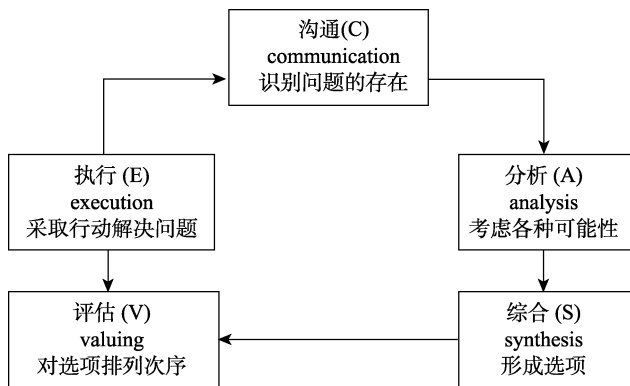 沟通(C)
communication
识别问题的存在
执行 (E)
execution
采取行动解决问题
分析 (A)
analysis
考虑各种可能性
评估 (V)
valuing
对选项排列次序
综合 (S)
synthesis
形成选项